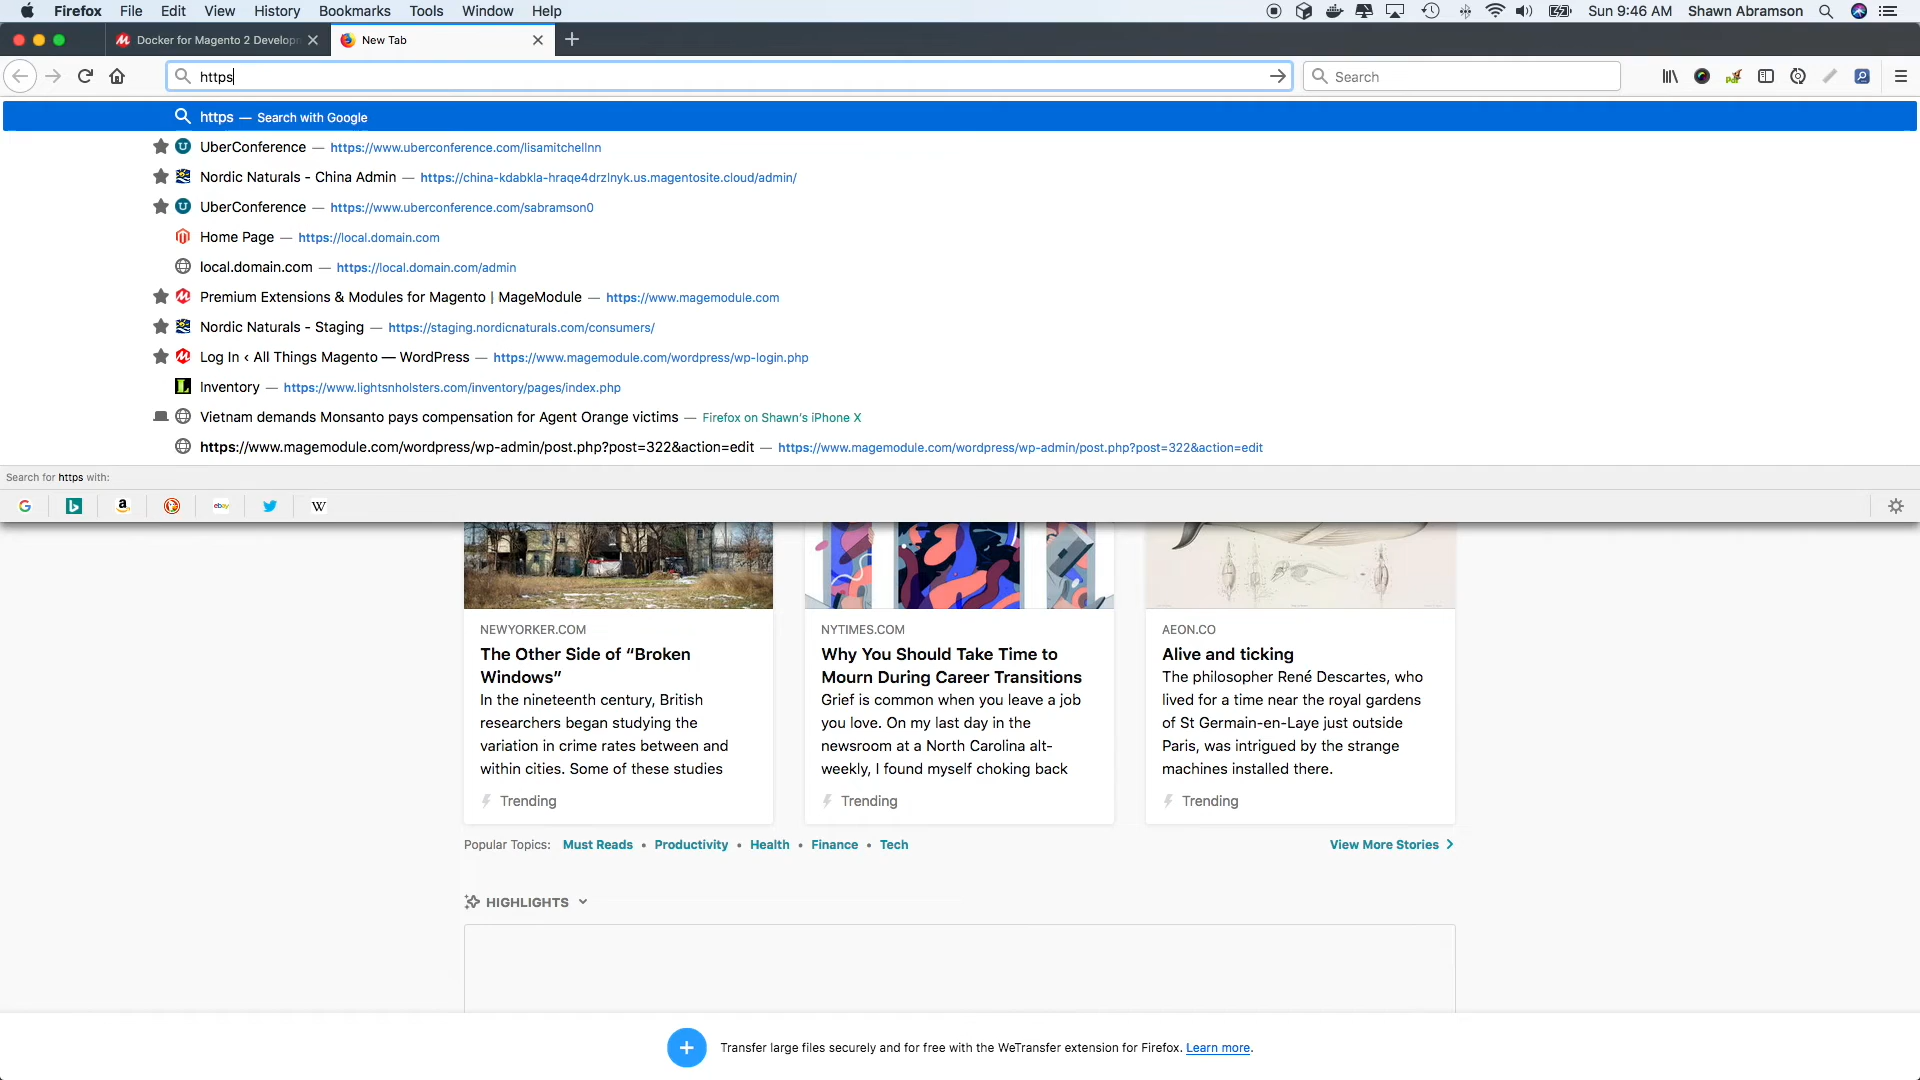 Firefox File Edit View History Bookmarks Tools Window Help Sun 9:46 AM Shawn Abramson
Docker for Magento 2 Developm New Tab
https Search
https — Search with Google
UberConference — https://www.uberconference.com/lisamitchellnn
Nordic Naturals - China Admin — https://china-kdabkla-hraqe4drzlnyk.us.magentosite.cloud/admin/
UberConference — https://www.uberconference.com/sabramson0
Home Page — https://local.domain.com
local.domain.com — https://local.domain.com/admin
Premium Extensions & Modules for Magento | MageModule — https://www.magemodule.com
Nordic Naturals - Staging — https://staging.nordicnaturals.com/consumers/
Log In ‹ All Things Magento — WordPress — https://www.magemodule.com/wordpress/wp-login.php
Inventory — https://www.lightsnholsters.com/inventory/pages/index.php
Vietnam demands Monsanto pays compensation for Agent Orange victims — Firefox on Shawn's iPhone X
https://www.magemodule.com/wordpress/wp-admin/post.php?post=322&action=edit — https://www.magemodule.com/wordpress/wp-admin/post.php?post=322&action=edit
Search for https with:
NEWYORKER.COM
The Other Side of “Broken
Windows”
In the nineteenth century, British
researchers began studying the
variation in crime rates between and
within cities. Some of these studies
Trending
NYTIMES.COM
Why You Should Take Time to
Mourn During Career Transitions
Grief is common when you leave a job
you love. On my last day in the
newsroom at a North Carolina alt-
weekly, I found myself choking back
Trending
AEON.CO
Alive and ticking
The philosopher René Descartes, who
lived for a time near the royal gardens
of St Germain-en-Laye just outside
Paris, was intrigued by the strange
machines installed there.
Trending
Popular Topics: Must Reads • Productivity • Health • Finance • Tech View More Stories
HIGHLIGHTS
Transfer large files securely and for free with the WeTransfer extension for Firefox. Learn more.